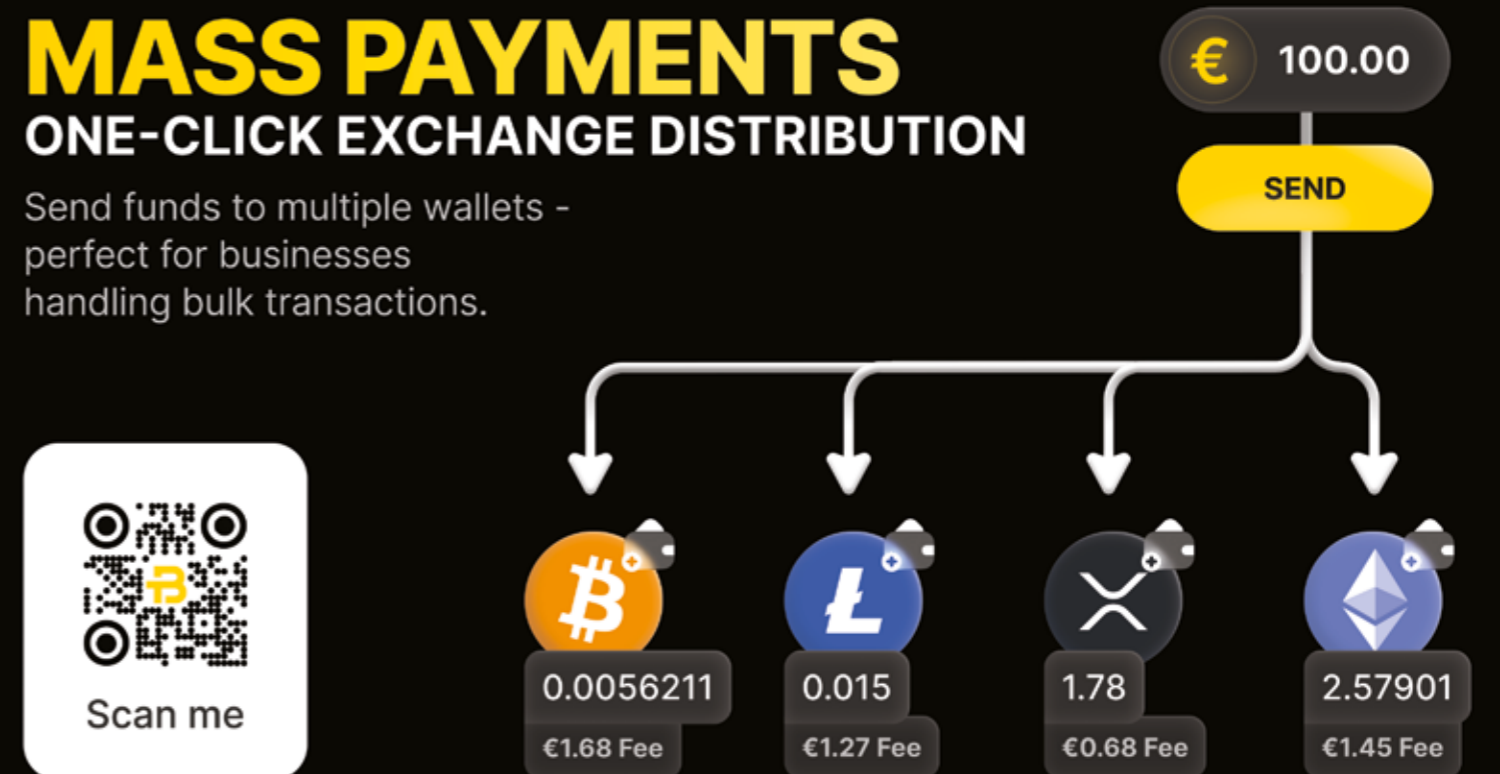 MASS PAYMENTS
ONE-CLICK EXCHANGE DISTRIBUTION
Send funds to multiple wallets -
perfect for businesses
handling bulk transactions.
€ 100.00
SEND
Scan me
0.0056211
€1.68 Fee
0.015
€1.27 Fee
1.78
€0.68 Fee
2.57901
€1.45 Fee